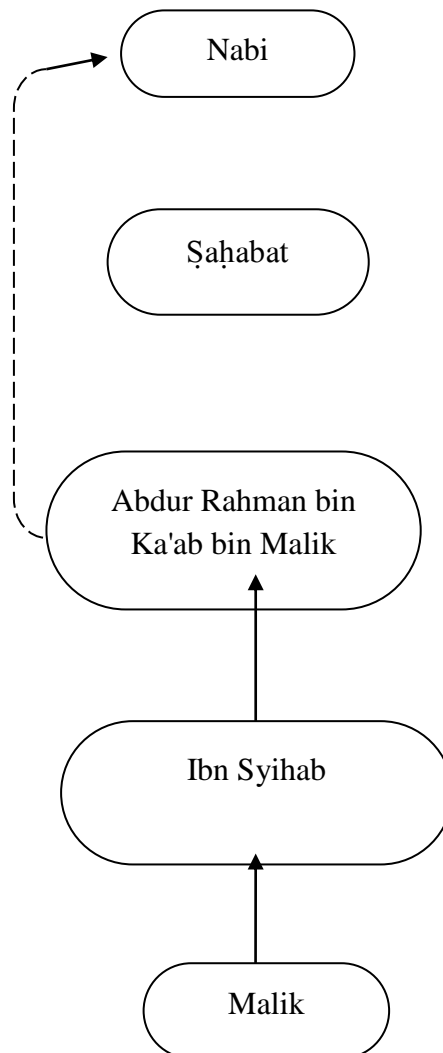 Nabi
Ṣaḥabat
Abdur Rahman bin
Ka'ab bin Malik
Ibn Syihab
Malik